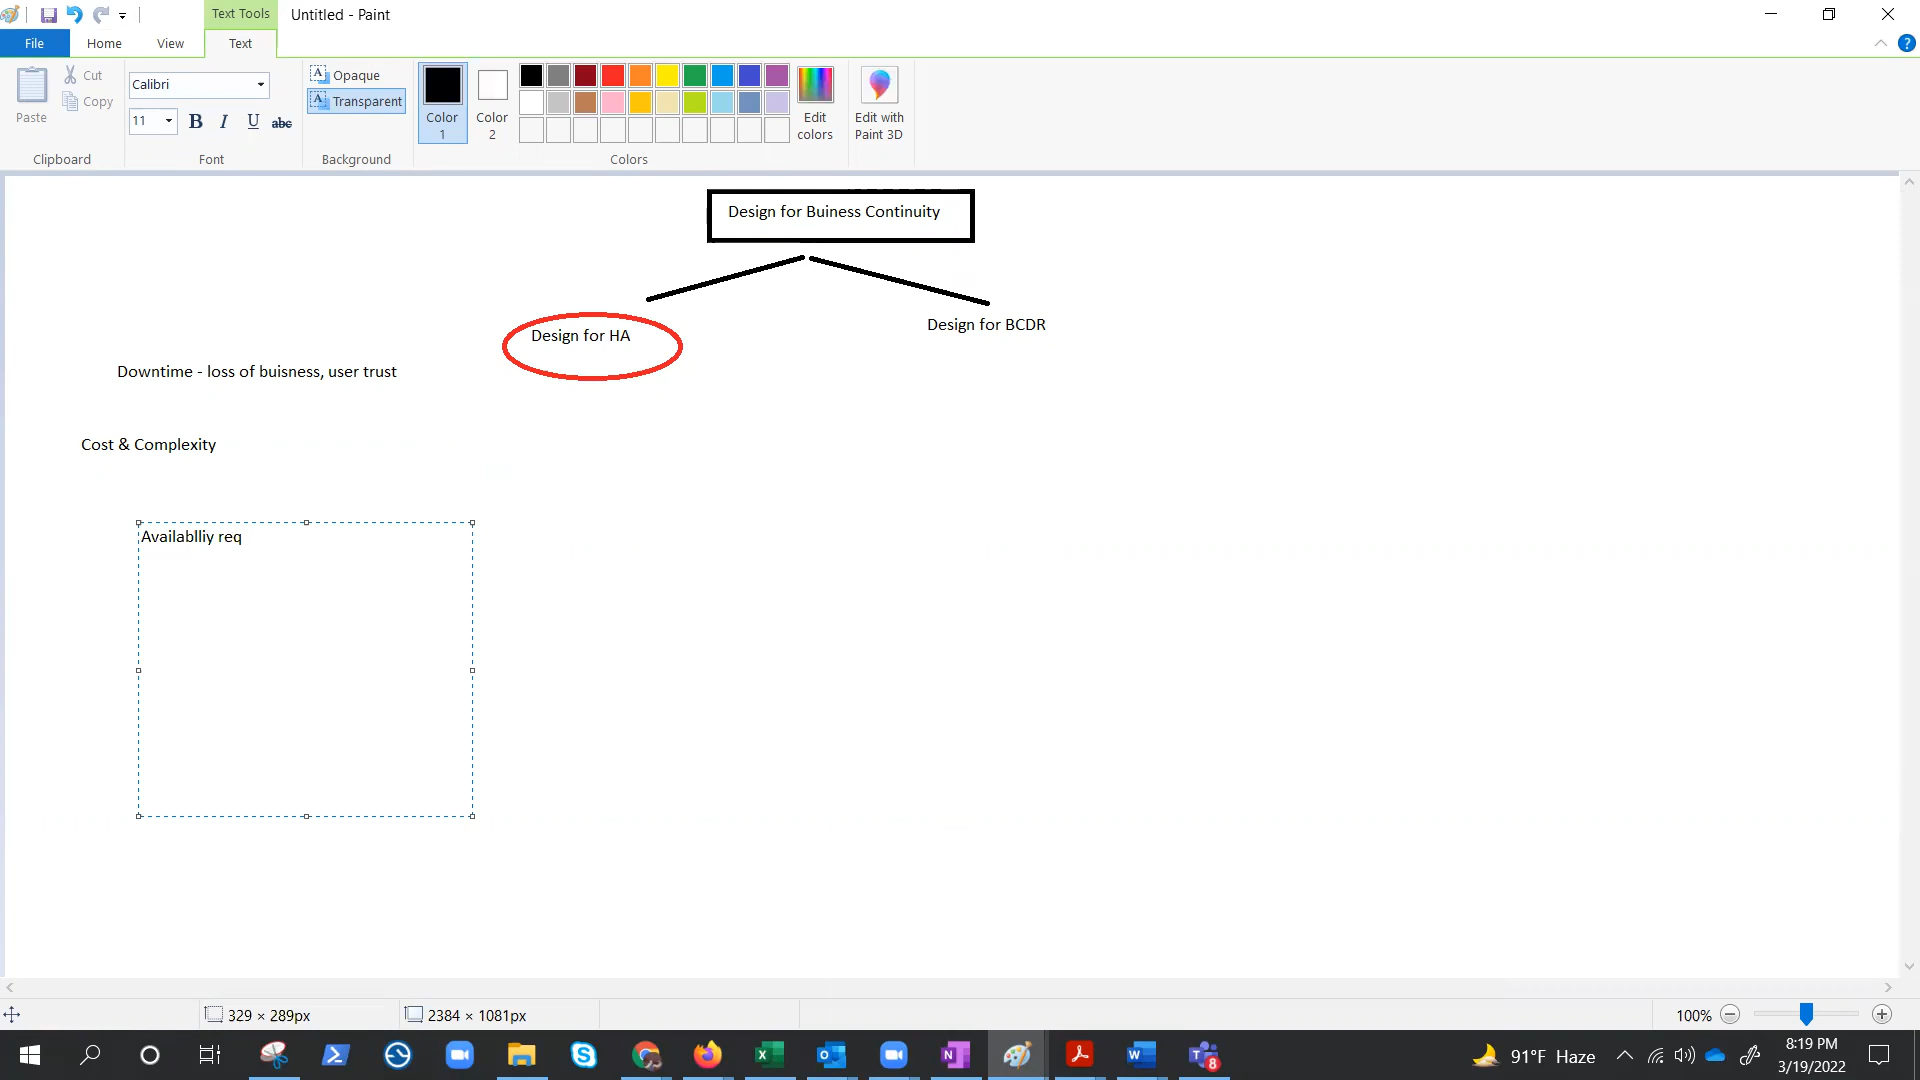 Text Tools
Untitled - Paint
File
Home
View
Text
Paste
Cut
Copy
Clipboard
Calibri
11
B I U abc
Font
Opaque
Transparent
Background
Color 1
Color 2
Edit colors
Colors
Edit with Paint 3D
Design for Buiness Continuity
Design for HA
Design for BCDR
Downtime - loss of buisness, user trust
Cost & Complexity
Availablliy req
329 × 289px
2384 × 1081px
100%
91°F Haze
8:19 PM
3/19/2022
8